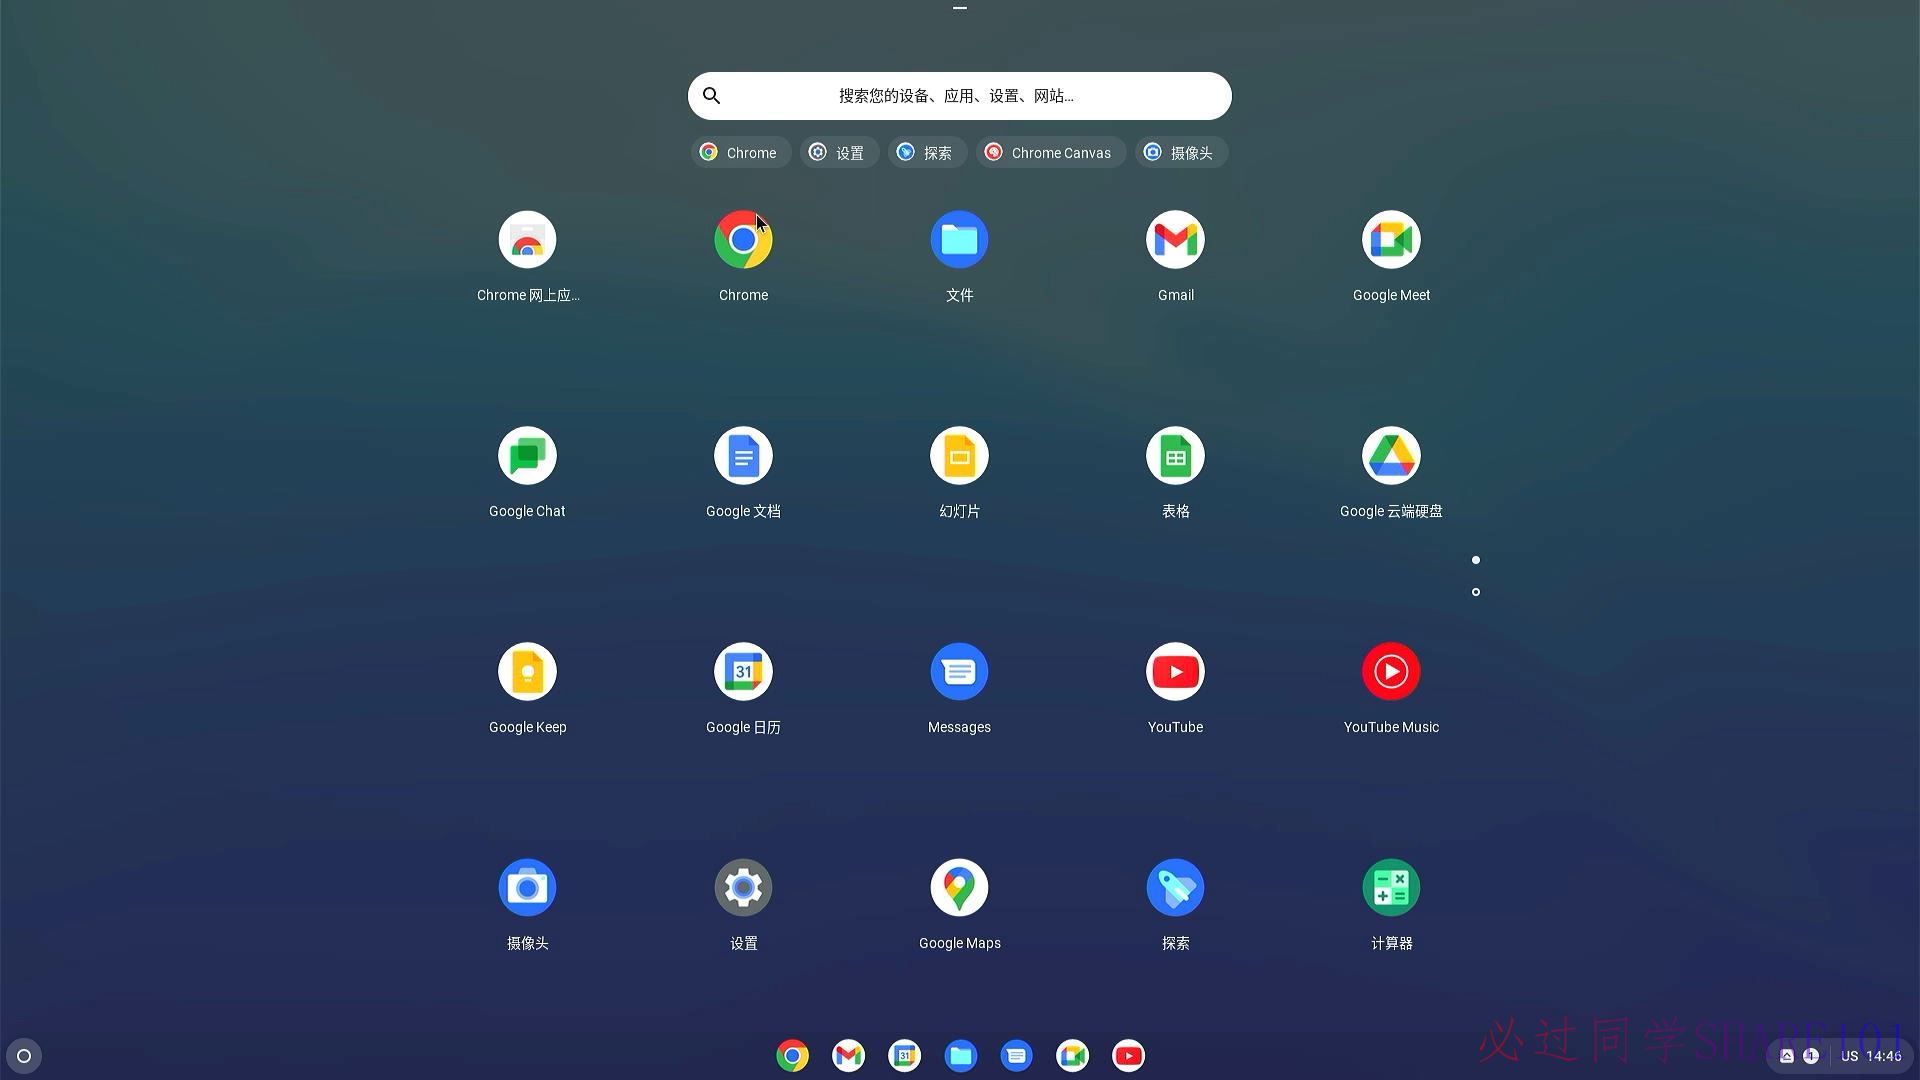 搜索您的设备、应用、设置、网站...
Chrome 设置 探索 Chrome Canvas 摄像头
Chrome 网上应... Chrome 文件 Gmail Google Meet
Google Chat Google 文档 幻灯片 表格 Google 云端硬盘
31
Google Keep Google 日历 Messages YouTube YouTube Music
摄像头 设置 Google Maps 探索 计算器
必过同学SHARE101
31 1 US 14:46